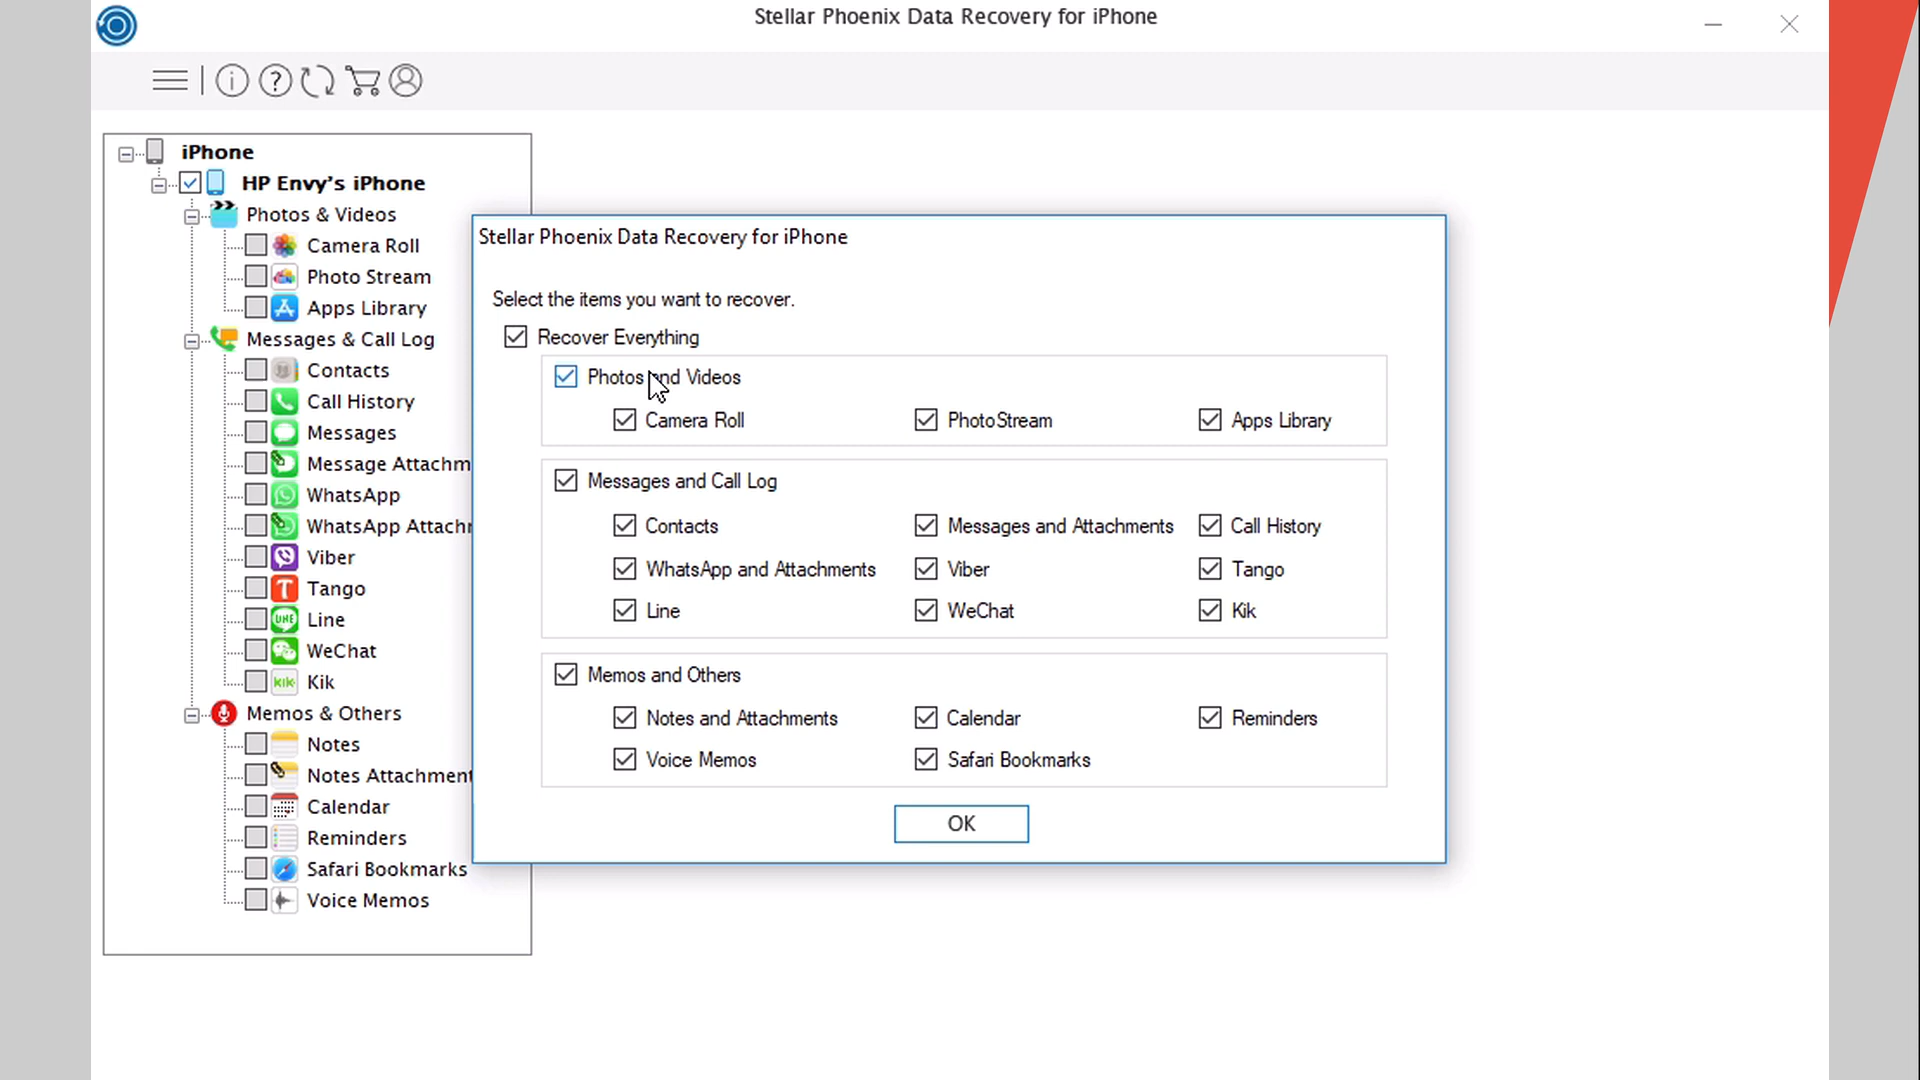 Stellar Phoenix Data Recovery for iPhone
iPhone
HP Envy's iPhone
Photos & Videos
Camera Roll
Photo Stream
Apps Library
Messages & Call Log
Contacts
Call History
Messages
Message Attachm
WhatsApp
WhatsApp Attachr
Viber
Tango
LINE Line
WeChat
kik Kik
Memos & Others
Notes
Notes Attachment
Calendar
Reminders
Safari Bookmarks
Voice Memos
Stellar Phoenix Data Recovery for iPhone
Select the items you want to recover.
Recover Everything
Photos and Videos
Camera Roll PhotoStream Apps Library
Messages and Call Log
Contacts Messages and Attachments Call History
WhatsApp and Attachments Viber Tango
Line WeChat Kik
Memos and Others
Notes and Attachments Calendar Reminders
Voice Memos Safari Bookmarks
OK